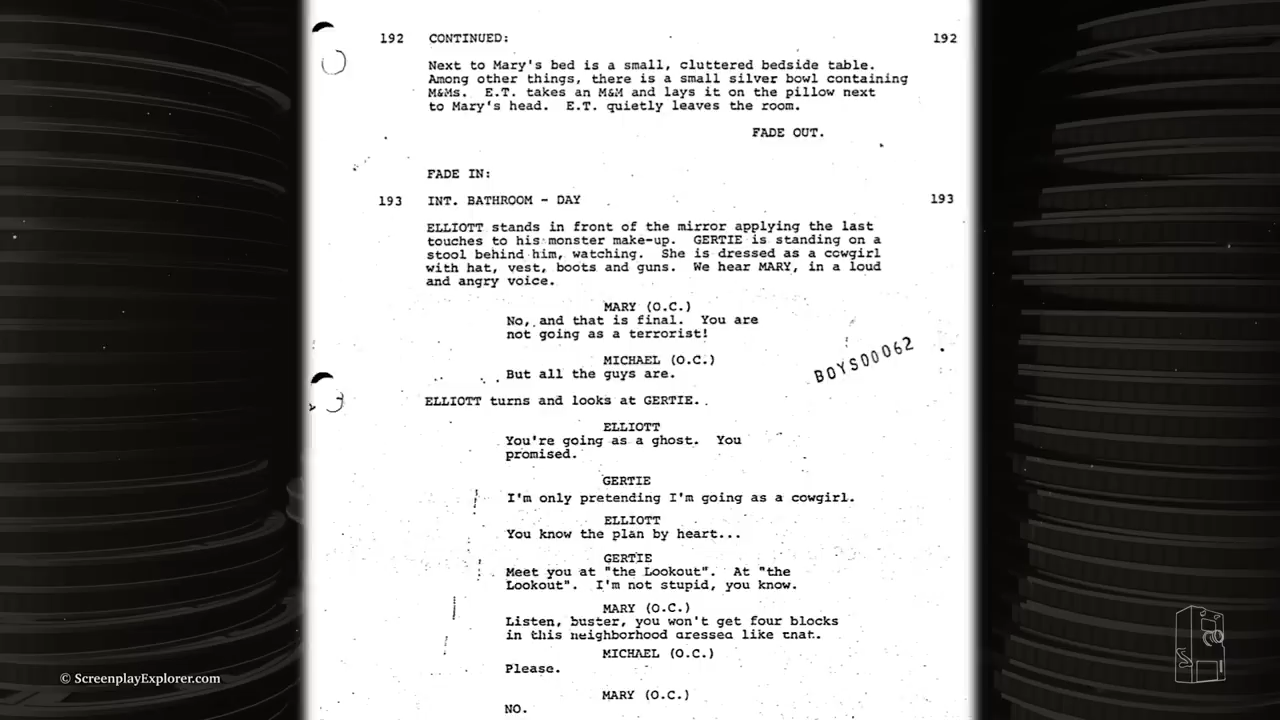 192 CONTINUED: 192
Next to Mary's bed is a small, cluttered bedside table.
Among other things, there is a small silver bowl containing
M&Ms. E.T. takes an M&M and lays it on the pillow next
to Mary's head. E.T. quietly leaves the room.
FADE OUT.
FADE IN:
193 INT. BATHROOM - DAY 193
ELLIOTT stands in front of the mirror applying the last
touches to his monster make-up. GERTIE is standing on a
stool behind him, watching. She is dressed as a cowgirl
with hat, vest, boots and guns. We hear MARY, in a loud
and angry voice.
MARY (O.C.)
No, and that is final. You are
not going as a terrorist!
MICHAEL (O.C.)
But all the guys are.
BOYS00062
ELLIOTT turns and looks at GERTIE.
ELLIOTT
You're going as a ghost. You
promised.
GERTIE
I'm only pretending I'm going as a cowgirl.
ELLIOTT
You know the plan by heart...
GERTIE
Meet you at "the Lookout". At "the
Lookout". I'm not stupid, you know.
MARY (O.C.)
Listen, buster, you won't get four blocks
in this neighborhood dressed like that.
MICHAEL (O.C.)
Please.
MARY (O.C.)
NO.
© ScreenplayExplorer.com